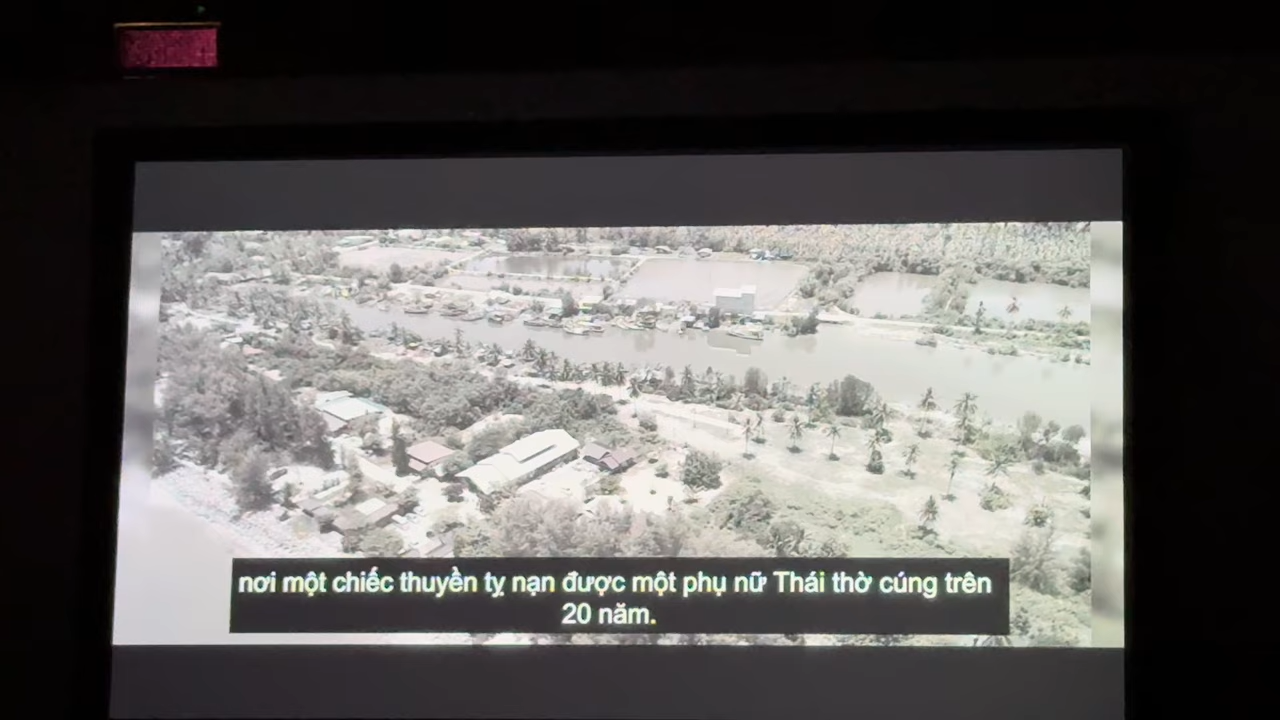 nơi một chiếc thuyền tỵ nạn được một phụ nữ Thái thờ cúng trên
20 năm.